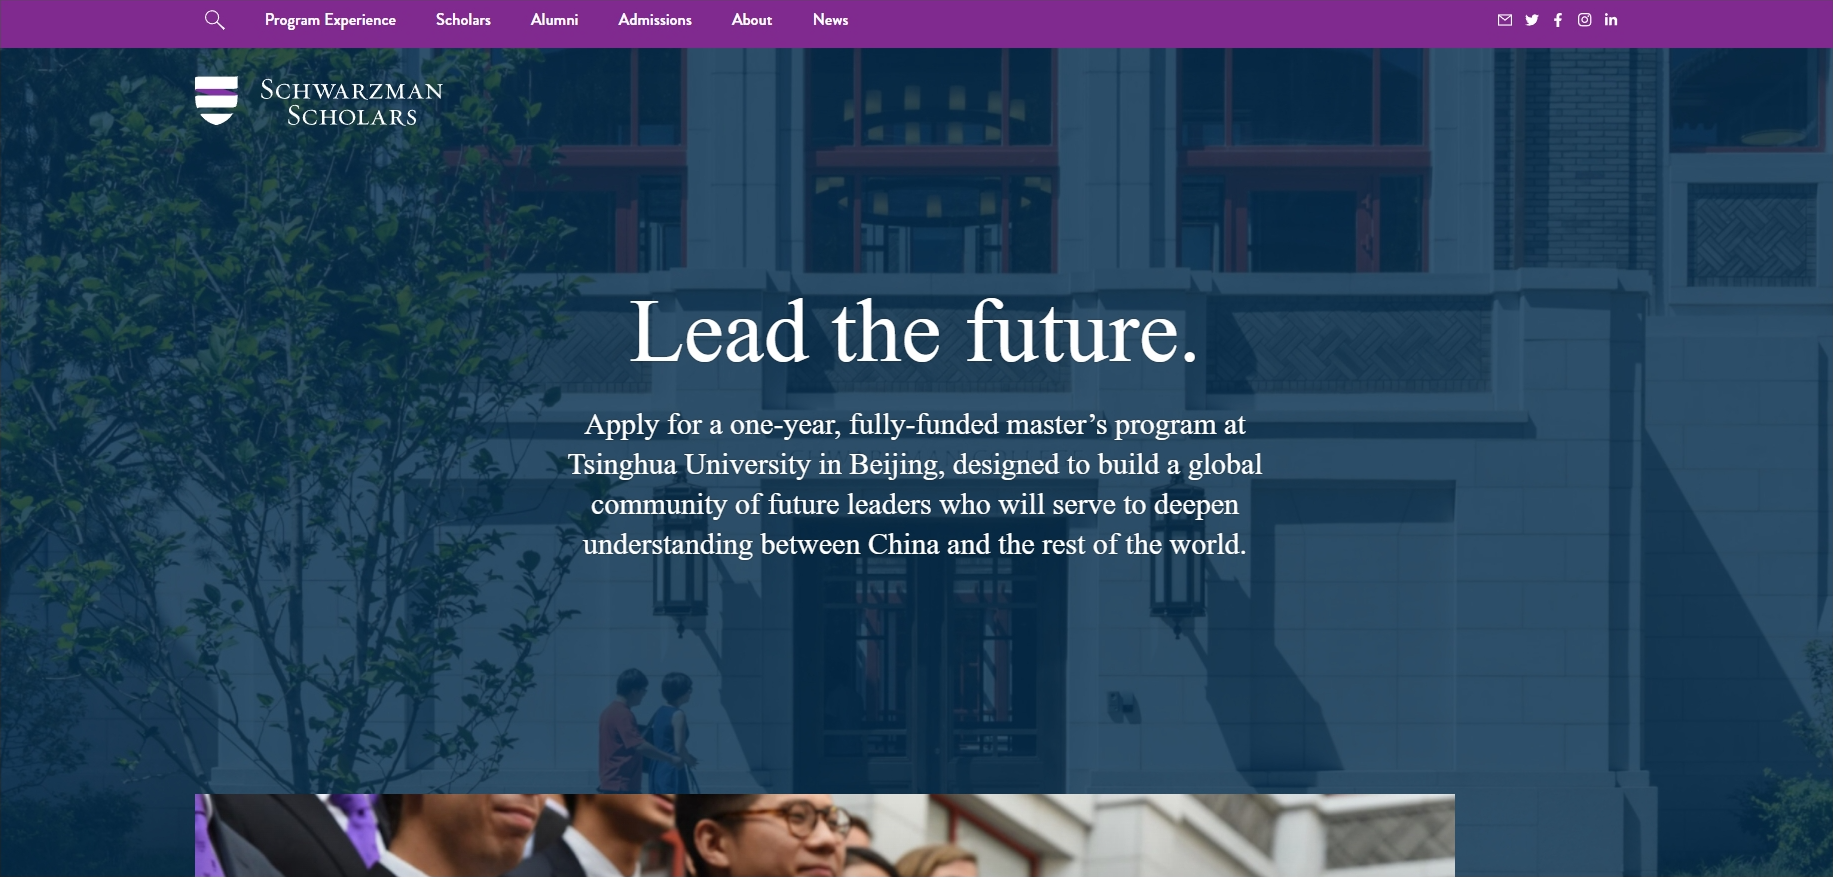 Program Experience
Scholars
Alumni
Admissions
About
News
SCHWARZMAN
SCHOLARS
Lead the future.
Apply for a one-year, fully-funded master’s program at
Tsinghua University in Beijing, designed to build a global
community of future leaders who will serve to deepen
understanding between China and the rest of the world.